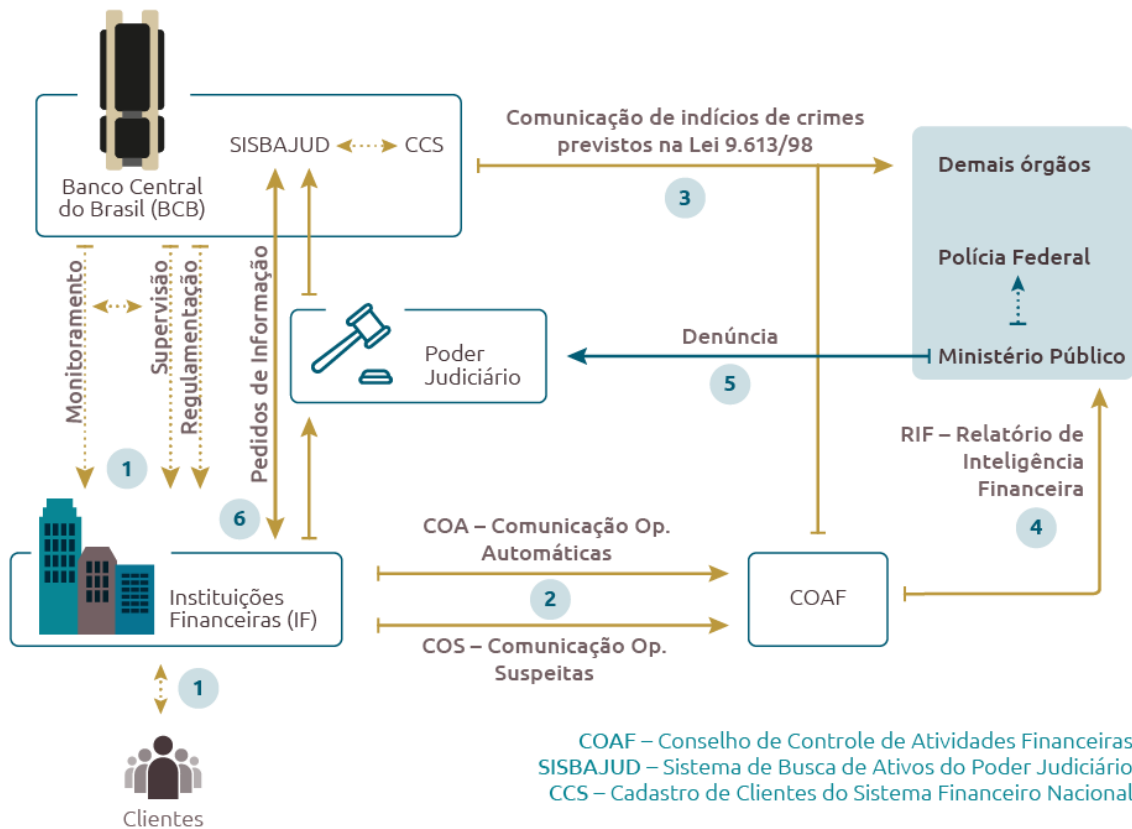 SISBAJUD
CCS
Banco Central
do Brasil (BCB)
Comunicação de indícios de crimes
previstos na Lei 9.613/98
3
Demais órgãos
Polícia Federal
Ministério Público
Monitoramento
Supervisão
Regulamentação
Pedidos de Informação
Poder
Judiciário
Denúncia
5
RIF – Relatório de
Inteligência
Financeira
4
1
6
Instituições
Financeiras (IF)
COA – Comunicação Op.
Automáticas
2
COS – Comunicação Op.
Suspeitas
COAF
1
Clientes
COAF – Conselho de Controle de Atividades Financeiras
SISBAJUD – Sistema de Busca de Ativos do Poder Judiciário
CCS – Cadastro de Clientes do Sistema Financeiro Nacional